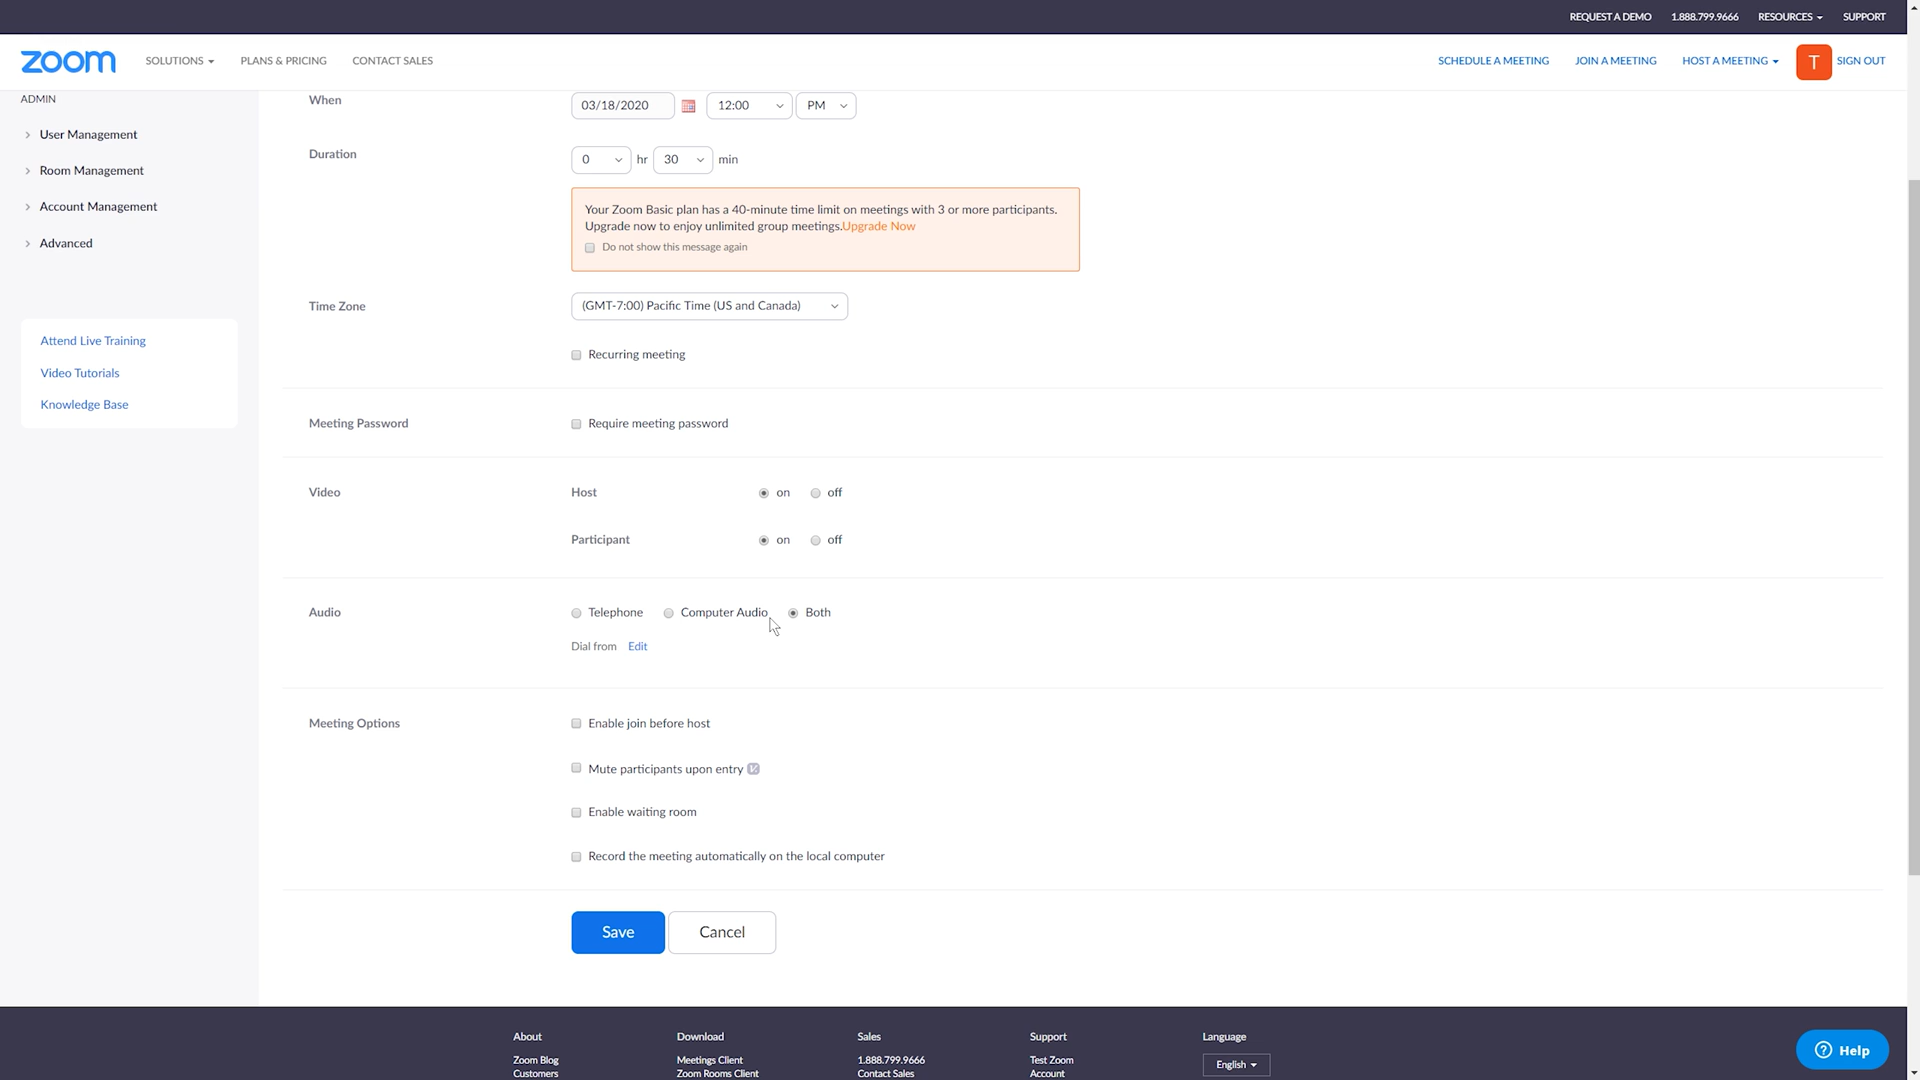 REQUEST A DEMO 1.888.799.9666 RESOURCES SUPPORT
zoom SOLUTIONS PLANS & PRICING CONTACT SALES SCHEDULE A MEETING JOIN A MEETING HOST A MEETING T SIGN OUT
ADMIN
User Management
Room Management
Account Management
Advanced
Attend Live Training
Video Tutorials
Knowledge Base
When 03/18/2020 12:00 PM
Duration 0 hr 30 min
Your Zoom Basic plan has a 40-minute time limit on meetings with 3 or more participants.
Upgrade now to enjoy unlimited group meetings.Upgrade Now
Do not show this message again
Time Zone (GMT-7:00) Pacific Time (US and Canada)
Recurring meeting
Meeting Password Require meeting password
Video Host on off
Participant on off
Audio Telephone Computer Audio Both
Dial from Edit
Meeting Options Enable join before host
Mute participants upon entry
Enable waiting room
Record the meeting automatically on the local computer
Save Cancel
About Download Sales Support Language
Zoom Blog Meetings Client 1.888.799.9666 Test Zoom English
Customers Zoom Rooms Client Contact Sales Account
Help